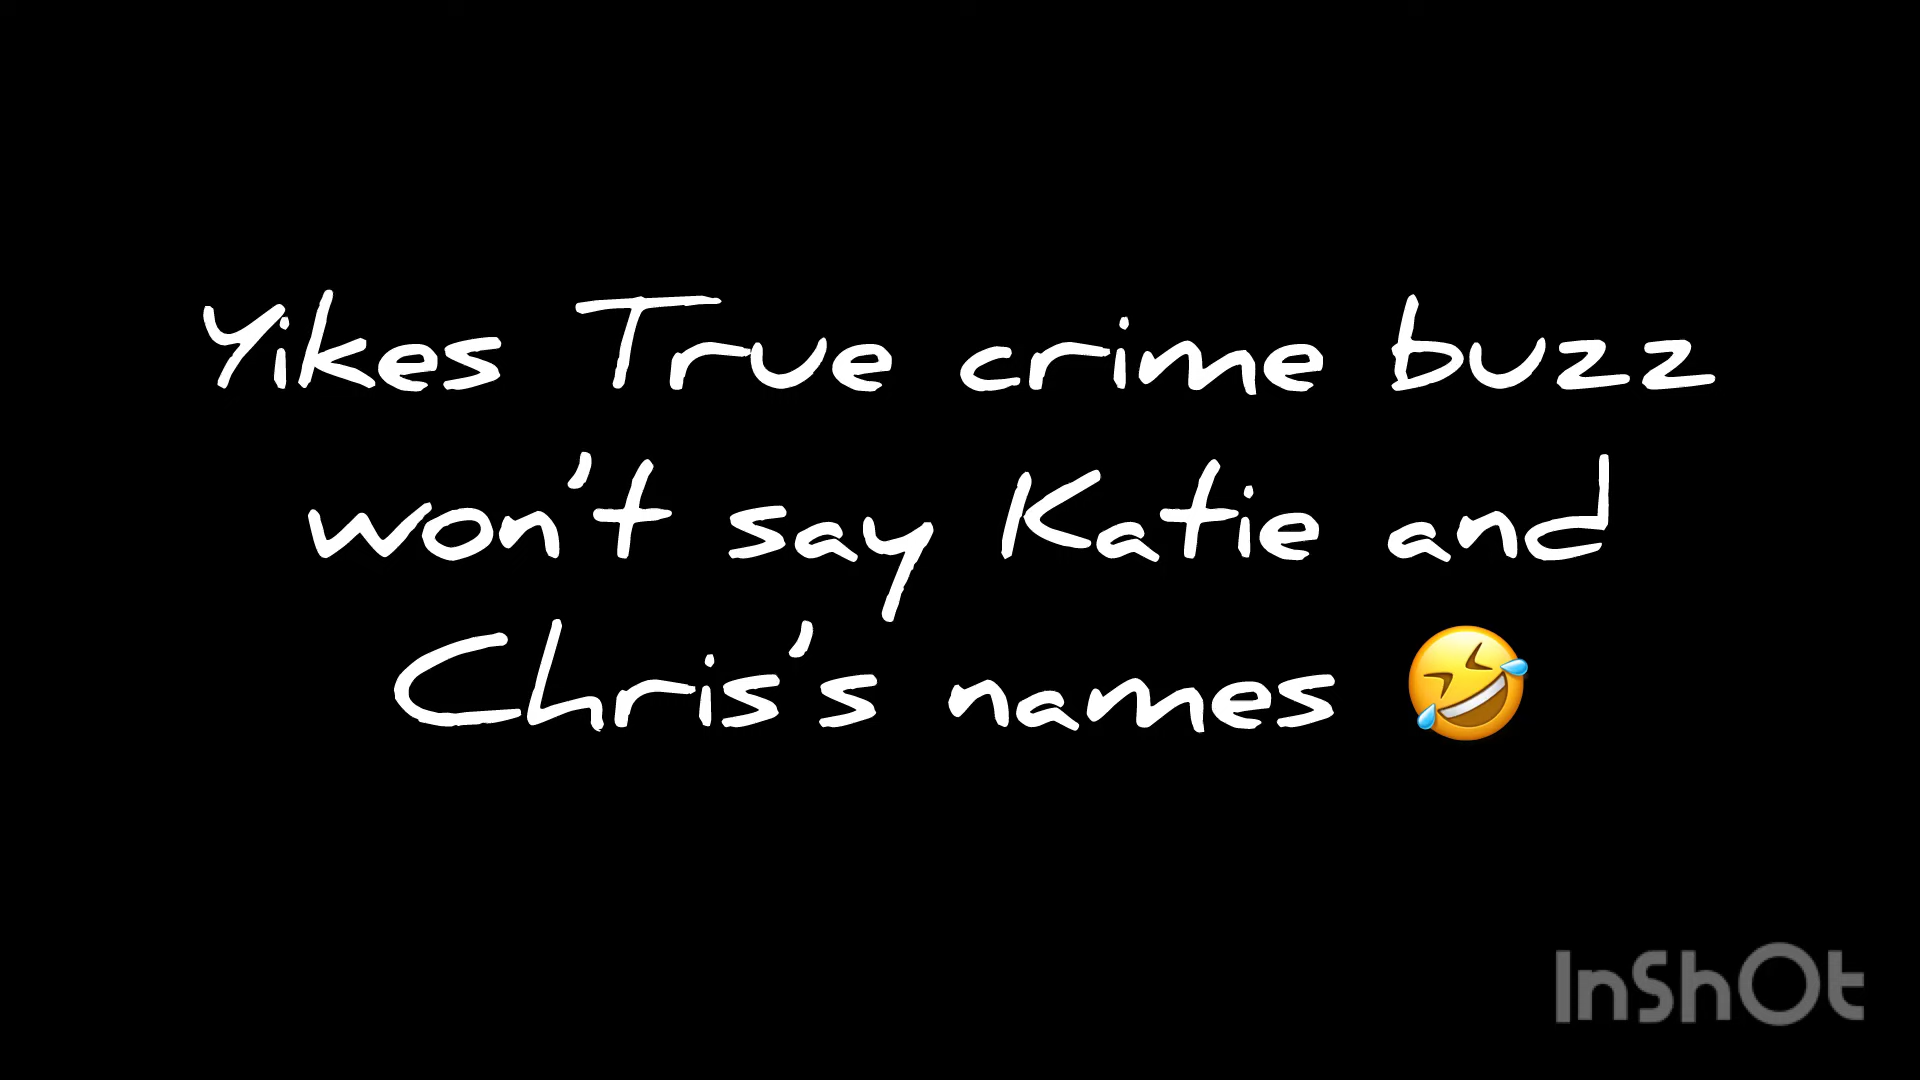 Yikes True crime buzz
won't say Katie and
Chris's names 🤣
InShOt